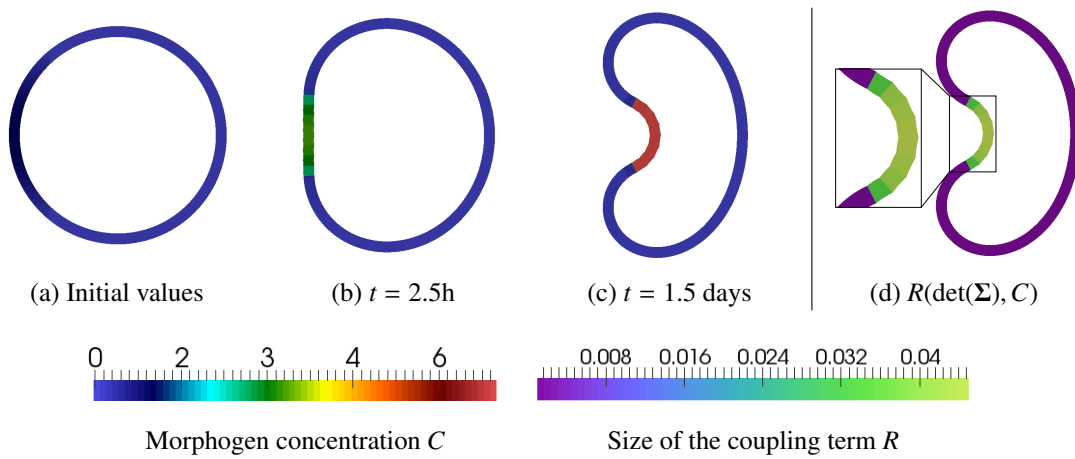 (a) Initial values
(b) t = 2.5h
(c) t = 1.5 days
(d) R(det(Σ), C)
0 2 3 4 6
0.008 0.016 0.024 0.032 0.04
Morphogen concentration C
Size of the coupling term R